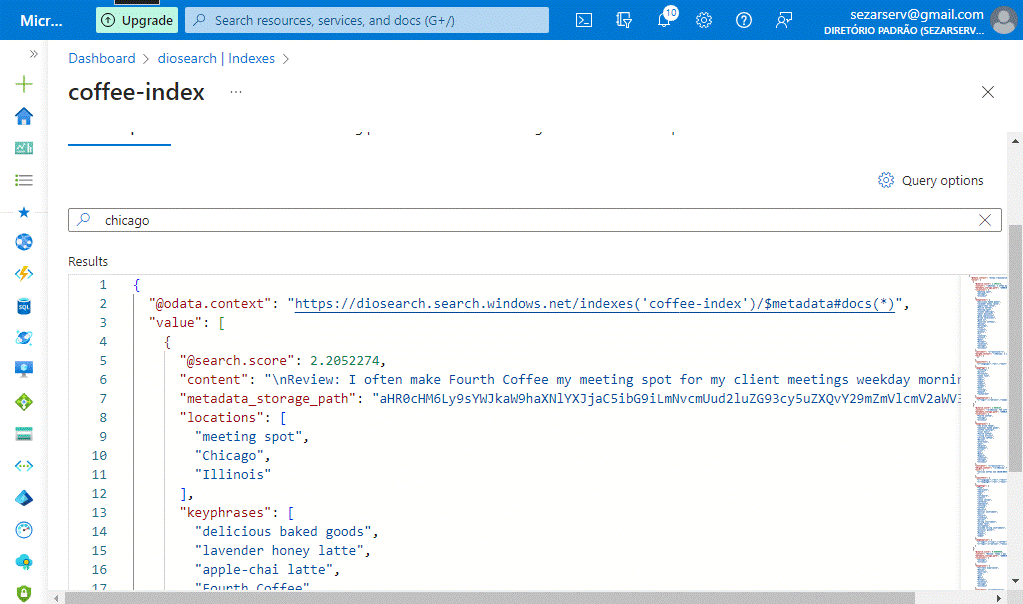 Micr...
Upgrade
Search resources, services, and docs (G+/)
10
sezarserv@gmail.com
DIRETÓRIO PADRÃO (SEZARSERV...
Dashboard > diosearch | Indexes >
coffee-index ...
Query options
chicago
Results
1 {
2 "@odata.context": "https://diosearch.search.windows.net/indexes('coffee-index')/$metadata#docs(*)",
3 "value": [
4 {
5 "@search.score": 2.2052274,
6 "content": "\nReview: I often make Fourth Coffee my meeting spot for my client meetings weekday mornin
7 "metadata_storage_path": "aHR0cHM6Ly9sYWJkaW9haXNlYXJjaC5ibG9iLmNvcmUud2luZG93cy5uZXQvY29mZmVlcmV2aWV3
8 "locations": [
9 "meeting spot",
10 "Chicago",
11 "Illinois"
12 ],
13 "keyphrases": [
14 "delicious baked goods",
15 "lavender honey latte",
16 "apple-chai latte",
17 "Fourth Coffee"